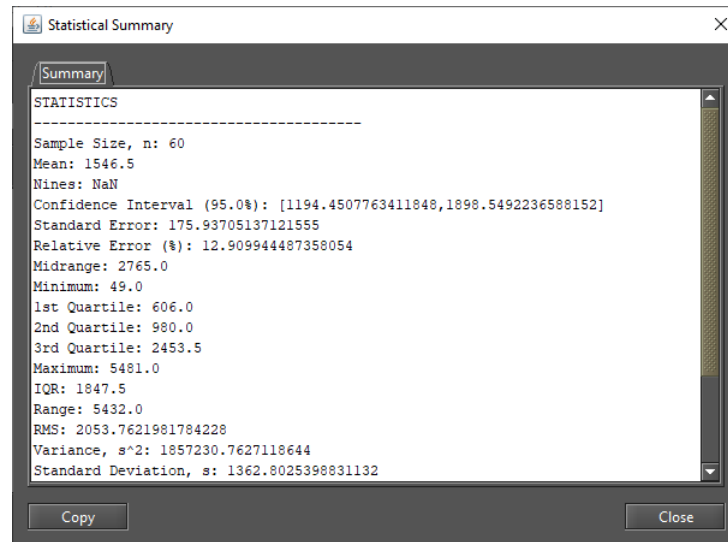 Statistical Summary
Summary
STATISTICS
---------------------------------------
Sample Size, n: 60
Mean: 1546.5
Nines: NaN
Confidence Interval (95.0%): [1194.4507763411848,1898.5492236588152]
Standard Error: 175.93705137121555
Relative Error (%): 12.909944487358054
Midrange: 2765.0
Minimum: 49.0
1st Quartile: 606.0
2nd Quartile: 980.0
3rd Quartile: 2453.5
Maximum: 5481.0
IQR: 1847.5
Range: 5432.0
RMS: 2053.7621981784228
Variance, s^2: 1857230.7627118644
Standard Deviation, s: 1362.8025398831132
Copy
Close